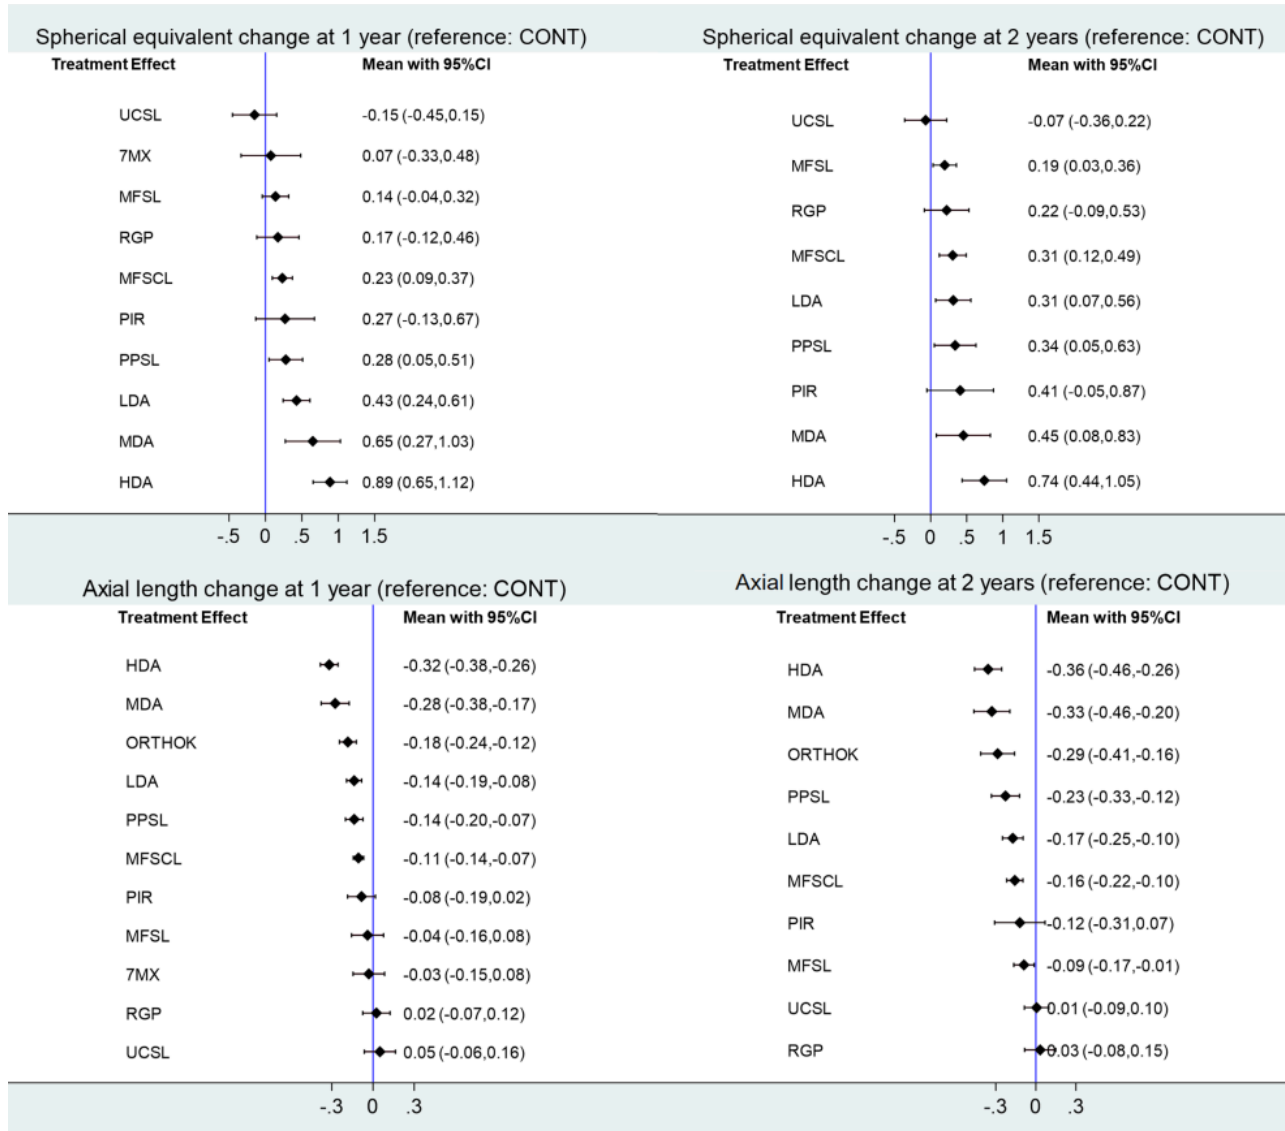 Spherical equivalent change at 1 year (reference: CONT)
Treatment Effect Mean with 95%CI
UCSL -0.15 (-0.45,0.15)
7MX 0.07 (-0.33,0.48)
MFSL 0.14 (-0.04,0.32)
RGP 0.17 (-0.12,0.46)
MFSCL 0.23 (0.09,0.37)
PIR 0.27 (-0.13,0.67)
PPSL 0.28 (0.05,0.51)
LDA 0.43 (0.24,0.61)
MDA 0.65 (0.27,1.03)
HDA 0.89 (0.65,1.12)
-.5 0 .5 1 1.5
Spherical equivalent change at 2 years (reference: CONT)
Treatment Effect Mean with 95%CI
UCSL -0.07 (-0.36,0.22)
MFSL 0.19 (0.03,0.36)
RGP 0.22 (-0.09,0.53)
MFSCL 0.31 (0.12,0.49)
LDA 0.31 (0.07,0.56)
PPSL 0.34 (0.05,0.63)
PIR 0.41 (-0.05,0.87)
MDA 0.45 (0.08,0.83)
HDA 0.74 (0.44,1.05)
-.5 0 .5 1 1.5
Axial length change at 1 year (reference: CONT)
Treatment Effect Mean with 95%CI
HDA -0.32 (-0.38,-0.26)
MDA -0.28 (-0.38,-0.17)
ORTHOK -0.18 (-0.24,-0.12)
LDA -0.14 (-0.19,-0.08)
PPSL -0.14 (-0.20,-0.07)
MFSCL -0.11 (-0.14,-0.07)
PIR -0.08 (-0.19,0.02)
MFSL -0.04 (-0.16,0.08)
7MX -0.03 (-0.15,0.08)
RGP 0.02 (-0.07,0.12)
UCSL 0.05 (-0.06,0.16)
-.3 0 .3
Axial length change at 2 years (reference: CONT)
Treatment Effect Mean with 95%CI
HDA -0.36 (-0.46,-0.26)
MDA -0.33 (-0.46,-0.20)
ORTHOK -0.29 (-0.41,-0.16)
PPSL -0.23 (-0.33,-0.12)
LDA -0.17 (-0.25,-0.10)
MFSCL -0.16 (-0.22,-0.10)
PIR -0.12 (-0.31,0.07)
MFSL -0.09 (-0.17,-0.01)
UCSL 0.01 (-0.09,0.10)
RGP 0.03 (-0.08,0.15)
-.3 0 .3